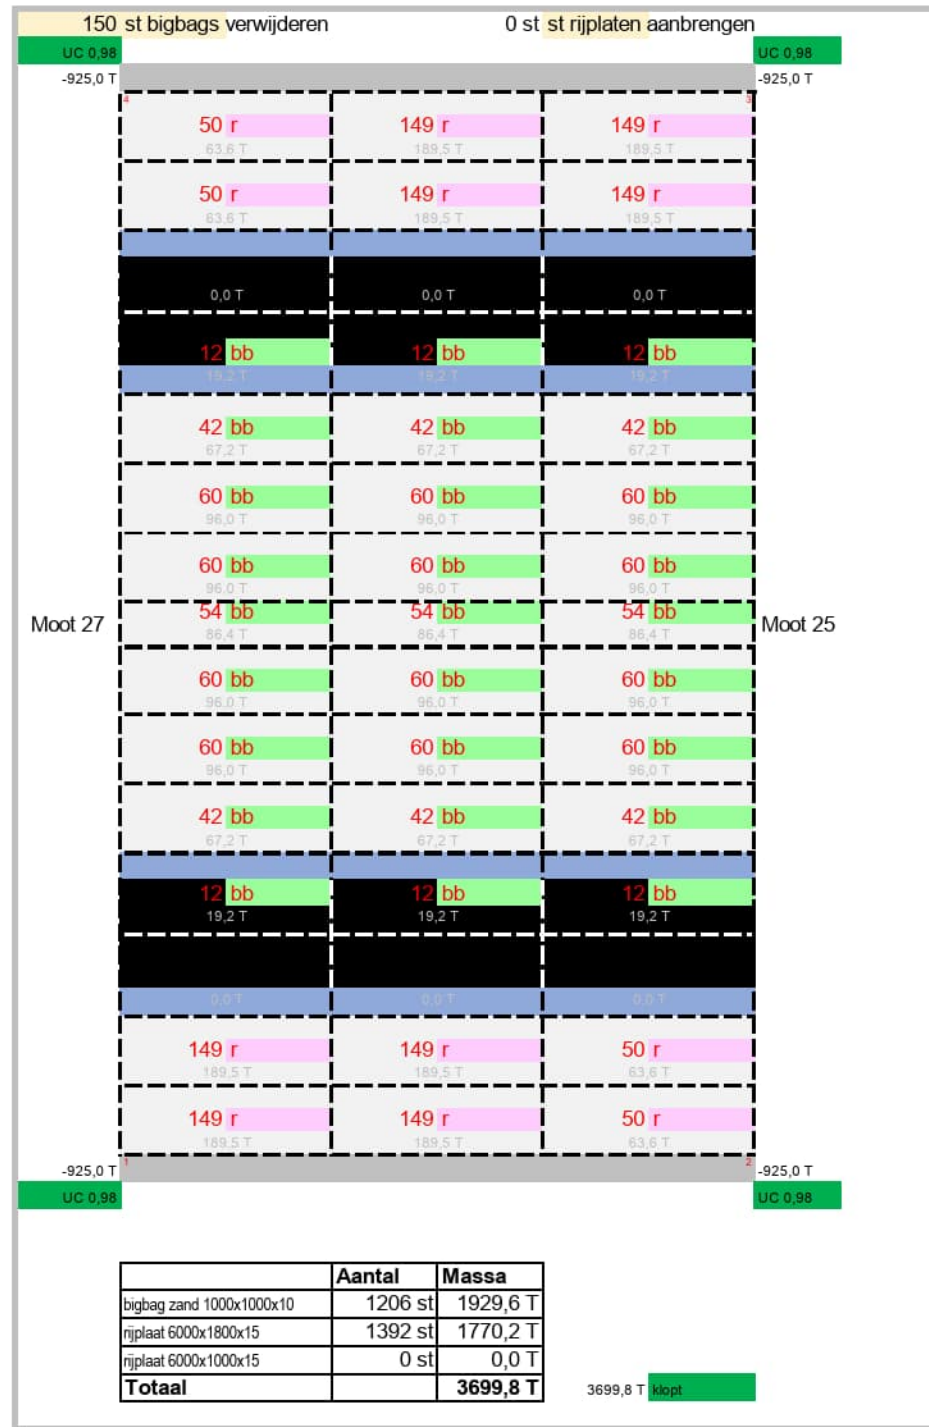 150 st bigbags verwijderen 0 st st rijplaten aanbrengen
UC 0,98 UC 0,98
-925,0 T -925,0 T
4 3
50 r 149 r 149 r
63,6 T 189,5 T 189,5 T
50 r 149 r 149 r
63,6 T 189,5 T 189,5 T
0,0 T 0,0 T 0,0 T
12 bb 12 bb 12 bb
19,2 T 19,2 T 19,2 T
42 bb 42 bb 42 bb
67,2 T 67,2 T 67,2 T
60 bb 60 bb 60 bb
96,0 T 96,0 T 96,0 T
60 bb 60 bb 60 bb
96,0 T 96,0 T 96,0 T
54 bb 54 bb 54 bb
Moot 27 86,4 T 86,4 T 86,4 T Moot 25
60 bb 60 bb 60 bb
96,0 T 96,0 T 96,0 T
60 bb 60 bb 60 bb
96,0 T 96,0 T 96,0 T
42 bb 42 bb 42 bb
67,2 T 67,2 T 67,2 T
12 bb 12 bb 12 bb
19,2 T 19,2 T 19,2 T
0,0 T 0,0 T 0,0 T
149 r 149 r 50 r
189,5 T 189,5 T 63,6 T
149 r 149 r 50 r
189,5 T 189,5 T 63,6 T
1 2
-925,0 T -925,0 T
UC 0,98 UC 0,98
Aantal Massa
bigbag zand 1000x1000x10 1206 st 1929,6 T
rijplaat 6000x1800x15 1392 st 1770,2 T
rijplaat 6000x1000x15 0 st 0,0 T
Totaal 3699,8 T 3699,8 T klopt